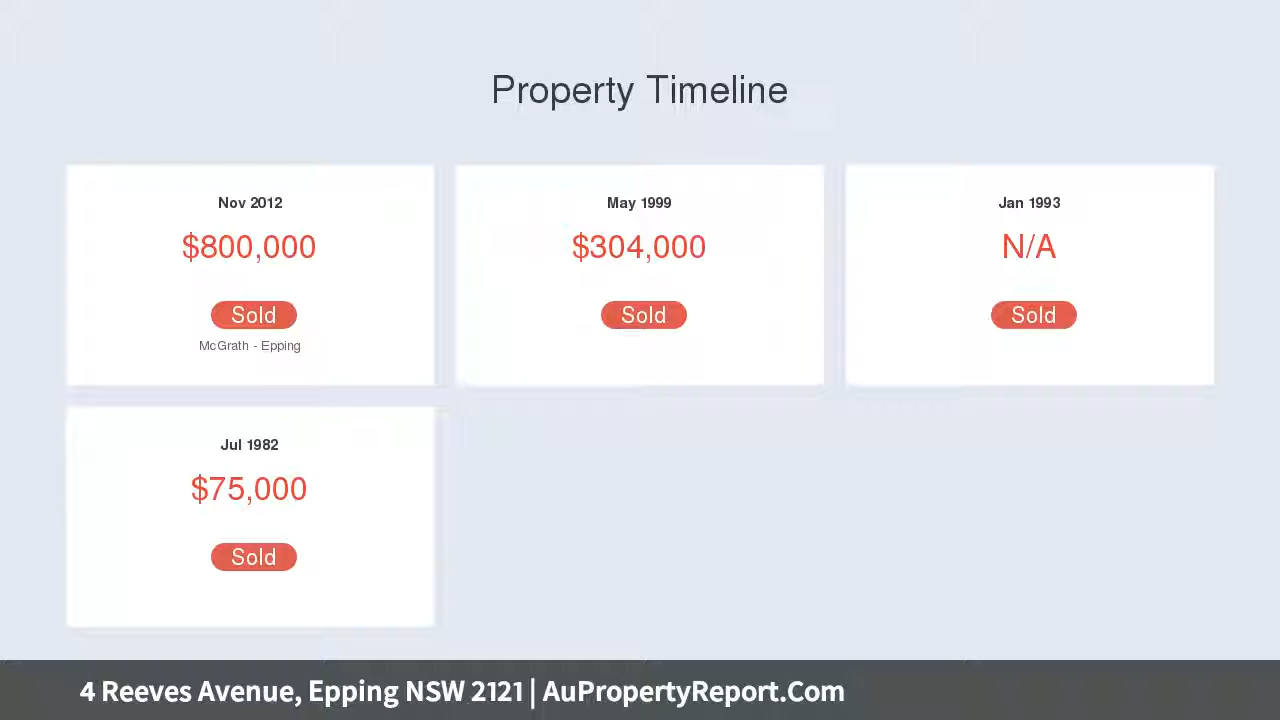 Property Timeline
Nov 2012
$800,000
Sold
McGrath - Epping
May 1999
$304,000
Sold
Jan 1993
N/A
Sold
Jul 1982
$75,000
Sold
4 Reeves Avenue, Epping NSW 2121 | AuPropertyReport.Com